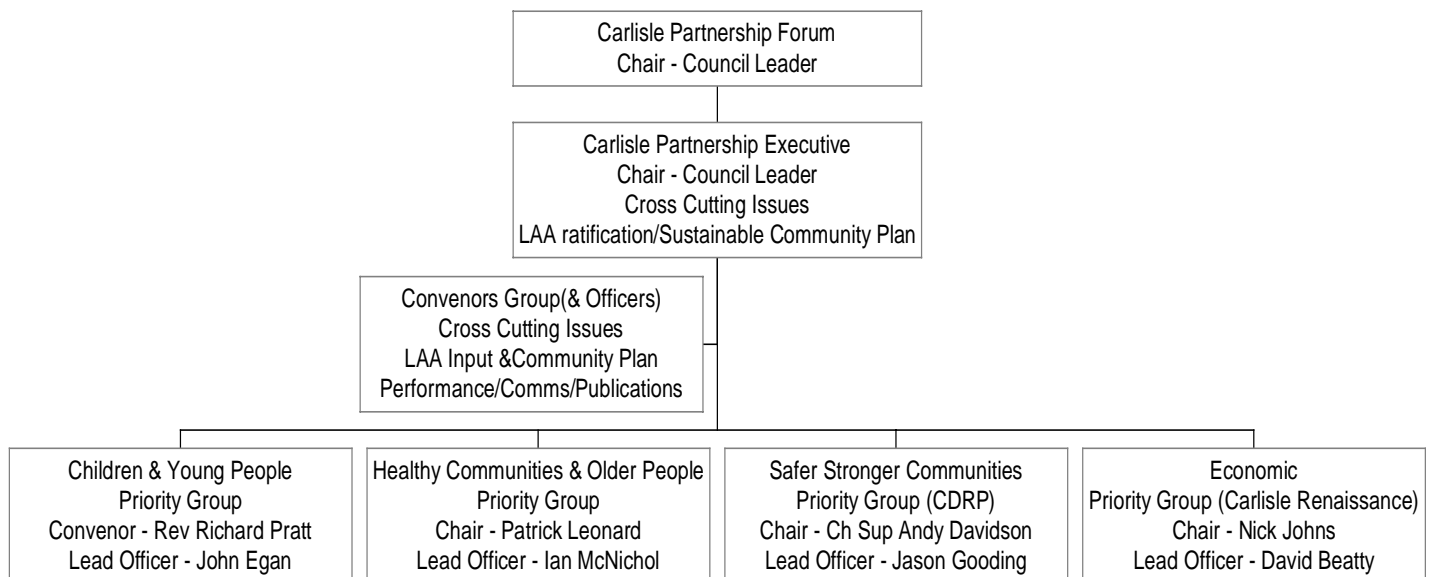 Carlisle Partnership Forum
Chair - Council Leader
Carlisle Partnership Executive
Chair - Council Leader
Cross Cutting Issues
LAA ratification/Sustainable Community Plan
Convenors Group(& Officers)
Cross Cutting Issues
LAA Input &Community Plan
Performance/Comms/Publications
Children & Young People
Priority Group
Convenor - Rev Richard Pratt
Lead Officer - John Egan
Healthy Communities & Older People
Priority Group
Chair - Patrick Leonard
Lead Officer - Ian McNichol
Safer Stronger Communities
Priority Group (CDRP)
Chair - Ch Sup Andy Davidson
Lead Officer - Jason Gooding
Economic
Priority Group (Carlisle Renaissance)
Chair - Nick Johns
Lead Officer - David Beatty